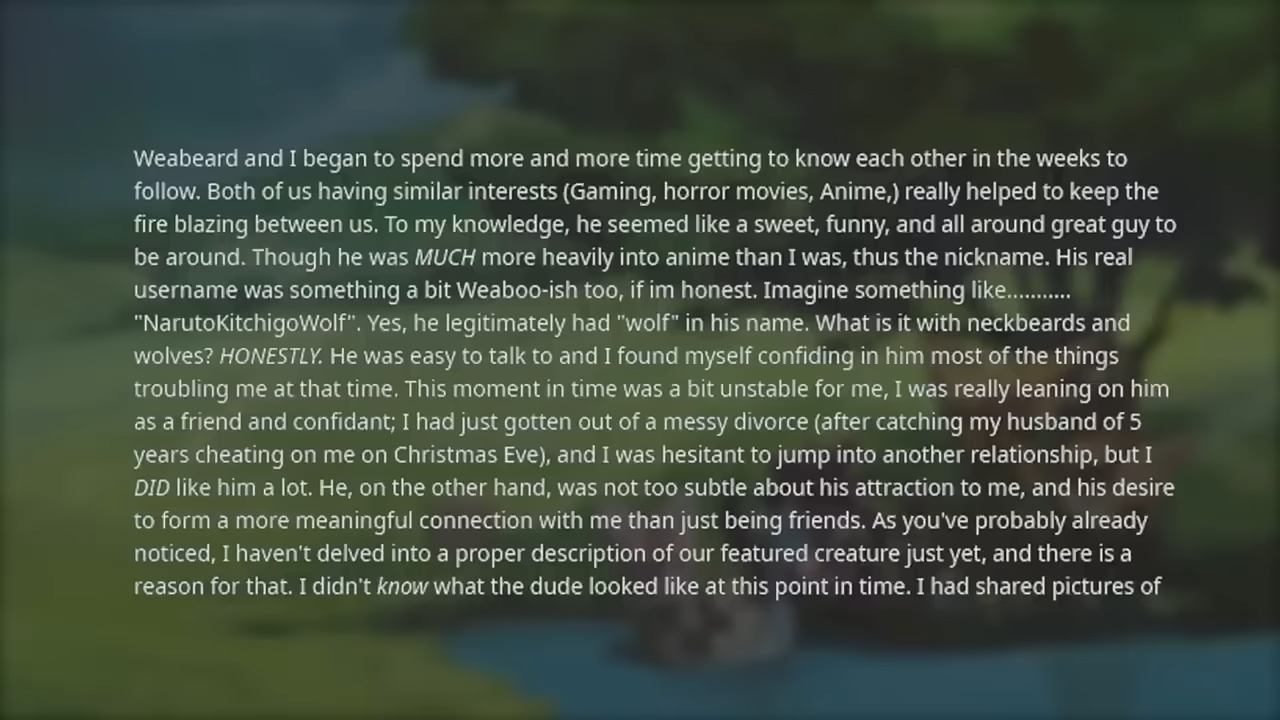 Weabeard and I began to spend more and more time getting to know each other in the weeks to
follow. Both of us having similar interests (Gaming, horror movies, Anime,) really helped to keep the
fire blazing between us. To my knowledge, he seemed like a sweet, funny, and all around great guy to
be around. Though he was MUCH more heavily into anime than I was, thus the nickname. His real
username was something a bit Weaboo-ish too, if im honest. Imagine something like...........
"NarutoKitchigoWolf". Yes, he legitimately had "wolf" in his name. What is it with neckbeards and
wolves? HONESTLY. He was easy to talk to and I found myself confiding in him most of the things
troubling me at that time. This moment in time was a bit unstable for me, I was really leaning on him
as a friend and confidant; I had just gotten out of a messy divorce (after catching my husband of 5
years cheating on me on Christmas Eve), and I was hesitant to jump into another relationship, but I
DID like him a lot. He, on the other hand, was not too subtle about his attraction to me, and his desire
to form a more meaningful connection with me than just being friends. As you've probably already
noticed, I haven't delved into a proper description of our featured creature just yet, and there is a
reason for that. I didn't know what the dude looked like at this point in time. I had shared pictures of